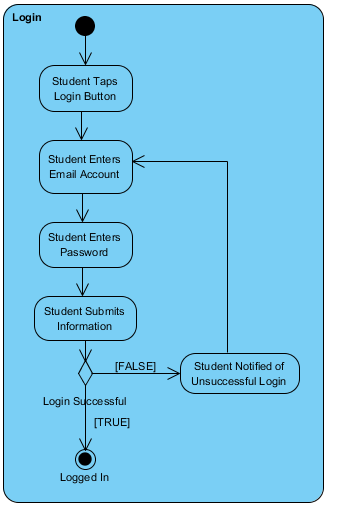 Login
Student Taps
Login Button
Student Enters
Email Account
Student Enters
Password
Student Submits
Information
[FALSE]
Student Notified of
Unsuccessful Login
Login Successful
[TRUE]
Logged In